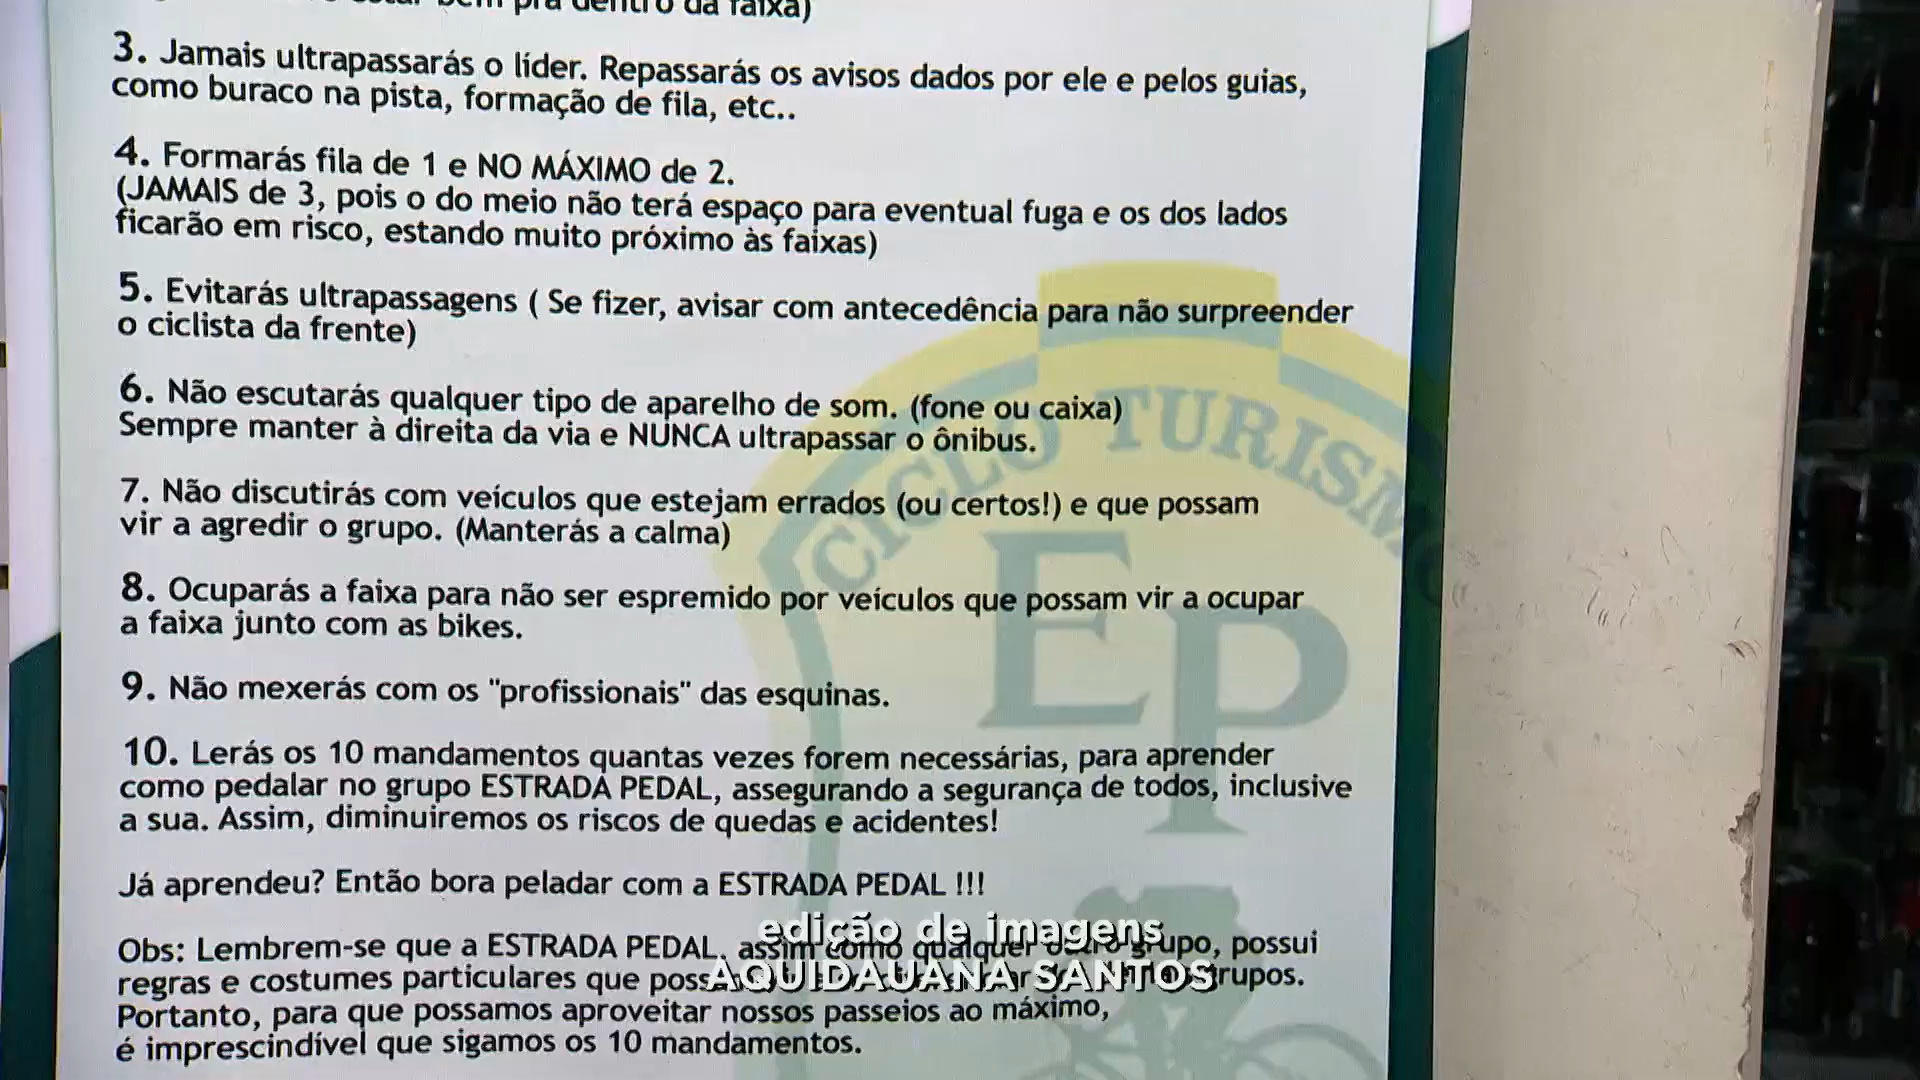 estar bem pra dentro da faixa)
3. Jamais ultrapassarás o líder. Repassarás os avisos dados por ele e pelos guias,
como buraco na pista, formação de fila, etc..
4. Formarás fila de 1 e NO MÁXIMO de 2.
(JAMAIS de 3, pois o do meio não terá espaço para eventual fuga e os dos lados
ficarão em risco, estando muito próximo às faixas)
5. Evitarás ultrapassagens ( Se fizer, avisar com antecedência para não surpreender
o ciclista da frente)
6. Não escutarás qualquer tipo de aparelho de som. (fone ou caixa)
Sempre manter à direita da via e NUNCA ultrapassar o ônibus.
7. Não discutirás com veículos que estejam errados (ou certos!) e que possam
vir a agredir o grupo. (Manterás a calma)
8. Ocuparás a faixa para não ser espremido por veículos que possam vir a ocupar
a faixa junto com as bikes.
9. Não mexerás com os "profissionais" das esquinas.
10. Lerás os 10 mandamentos quantas vezes forem necessárias, para aprender
como pedalar no grupo ESTRADA PEDAL, assegurando a segurança de todos, inclusive
a sua. Assim, diminuiremos os riscos de quedas e acidentes!
Já aprendeu? Então bora peladar com a ESTRADA PEDAL !!!
Obs: Lembrem-se que a ESTRADA PEDAL, assim como qualquer outro grupo, possui
regras e costumes particulares que grupos.
Portanto, para que possamos aproveitar nossos passeios ao máximo,
é imprescindível que sigamos os 10 mandamentos.
CICLO TURISMO
EP
edição de imagens
AQUIDAUANA SANTOS